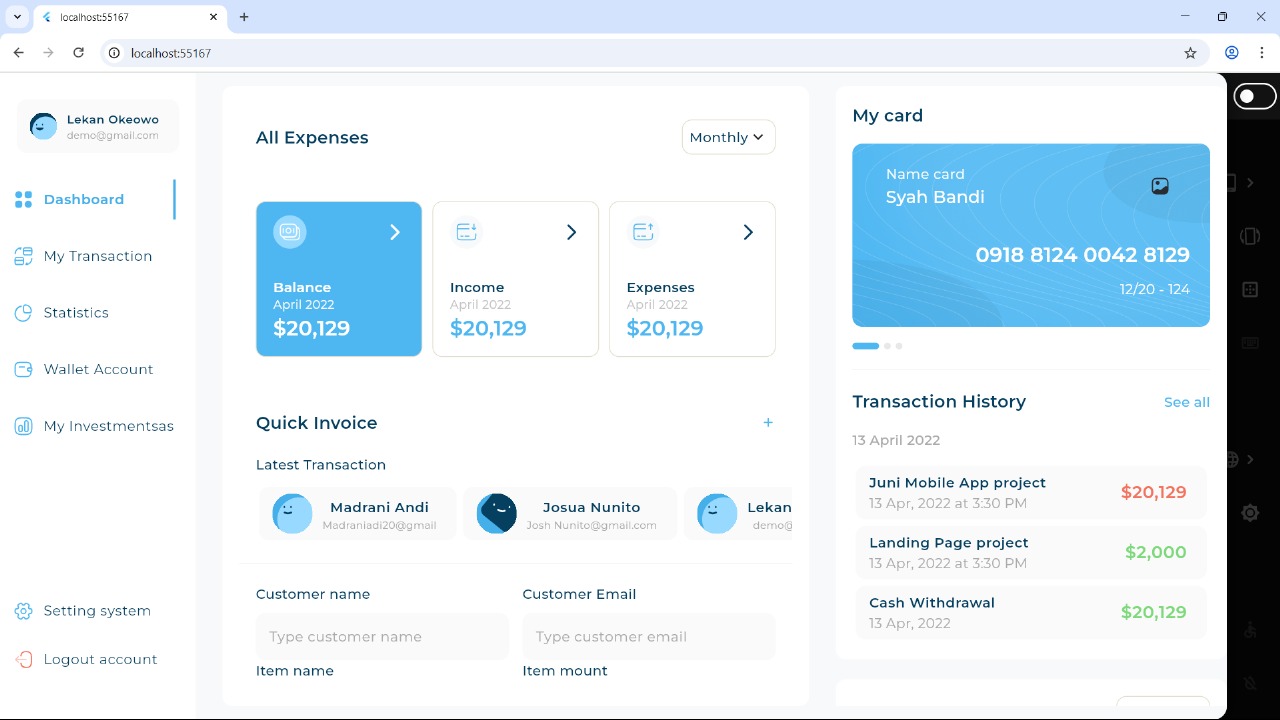 localhost:55167
localhost:55167
Lekan Okeowo
demo@gmail.com
Dashboard
My Transaction
Statistics
Wallet Account
My Investmentsas
Setting system
Logout account
All Expenses
Monthly
Balance
April 2022
$20,129
Income
April 2022
$20,129
Expenses
April 2022
$20,129
Quick Invoice
+
Latest Transaction
Madrani Andi
Madraniadi20@gmail
Josua Nunito
Josh Nunito@gmail.com
Lekan
demo@
Customer name
Customer Email
Type customer name
Type customer email
Item name
Item mount
My card
Name card
Syah Bandi
0918 8124 0042 8129
12/20 - 124
Transaction History
See all
13 April 2022
Juni Mobile App project
13 Apr, 2022 at 3:30 PM
$20,129
Landing Page project
13 Apr, 2022 at 3:30 PM
$2,000
Cash Withdrawal
13 Apr, 2022
$20,129